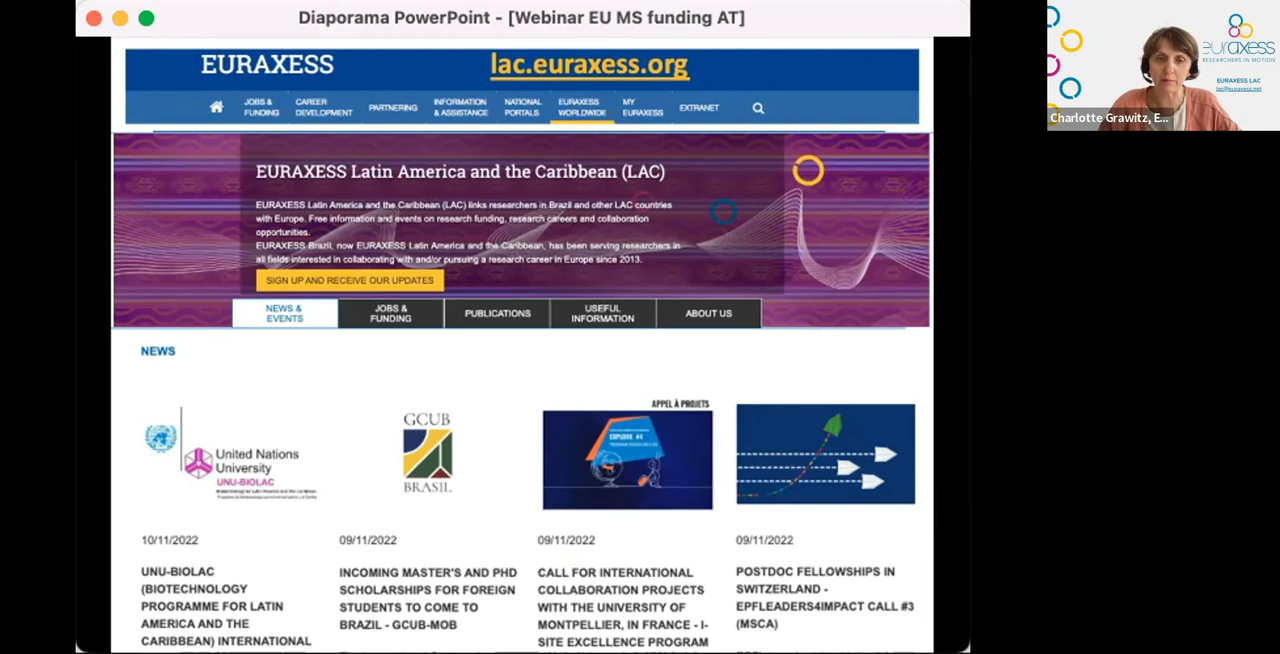 Diaporama PowerPoint - [Webinar EU MS funding AT]
EURAXESS
lac.euraxess.org
JOBS &
FUNDING
CAREER
DEVELOPMENT
PARTNERING
INFORMATION
& ASSISTANCE
NATIONAL
PORTALS
EURAXESS
WORLDWIDE
MY
EURAXESS
EXTRANET
EURAXESS Latin America and the Caribbean (LAC)
EURAXESS Latin America and the Caribbean (LAC) links researchers in Brazil and other LAC countries
with Europe. Free information and events on research funding, research careers and collaboration
opportunities.
EURAXESS Brazil, now EURAXESS Latin America and the Caribbean, has been serving researchers in
all fields interested in collaborating with and/or pursuing a research career in Europe since 2013.
SIGN UP AND RECEIVE OUR UPDATES
NEWS &
EVENTS
JOBS &
FUNDING
PUBLICATIONS
USEFUL
INFORMATION
ABOUT US
NEWS
United Nations
University
UNU-BIOLAC
GCUB
BRASIL
APPEL À PROJETS
EXPLORE #4
10/11/2022
UNU-BIOLAC
(BIOTECHNOLOGY
PROGRAMME FOR LATIN
AMERICA AND THE
CARIBBEAN) INTERNATIONAL
09/11/2022
INCOMING MASTER'S AND PHD
SCHOLARSHIPS FOR FOREIGN
STUDENTS TO COME TO
BRAZIL - GCUB-MOB
09/11/2022
CALL FOR INTERNATIONAL
COLLABORATION PROJECTS
WITH THE UNIVERSITY OF
MONTPELLIER, IN FRANCE - I-
SITE EXCELLENCE PROGRAM
09/11/2022
POSTDOC FELLOWSHIPS IN
SWITZERLAND -
EPFLEADERS4IMPACT CALL #3
(MSCA)
euraxess
RESEARCHERS IN MOTION
EURAXESS LAC
lac@euraxess.net
Charlotte Grawitz, E...